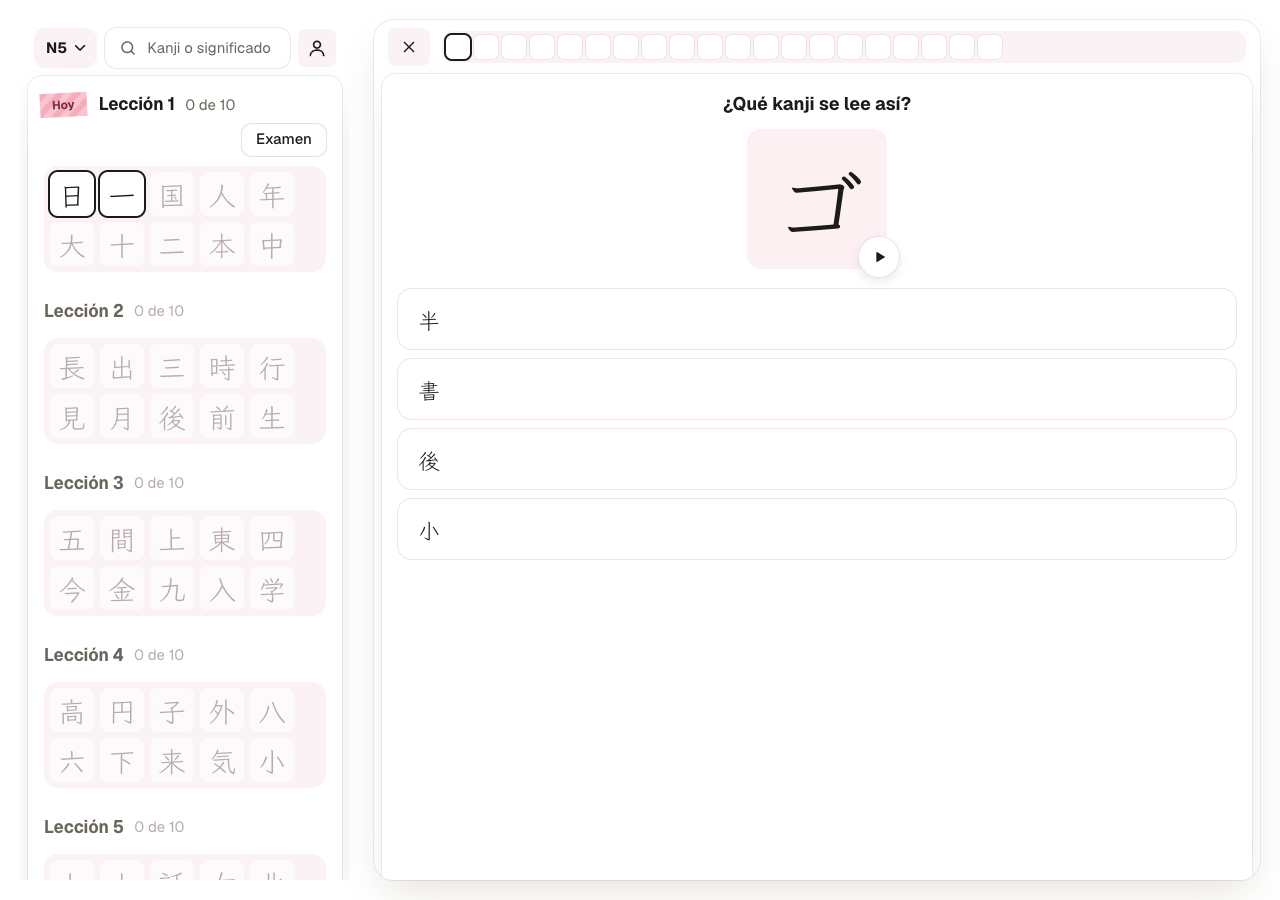 N5
Kanji o significado
Hoy
Lección 1
0 de 10
Examen
日 一 国 人 年
大 十 二 本 中
Lección 2
0 de 10
長 出 三 時 行
見 月 後 前 生
Lección 3
0 de 10
五 間 上 東 四
今 金 九 入 学
Lección 4
0 de 10
高 円 子 外 八
六 下 来 気 小
Lección 5
0 de 10
¿Qué kanji se lee así?
ゴ
半
書
後
小